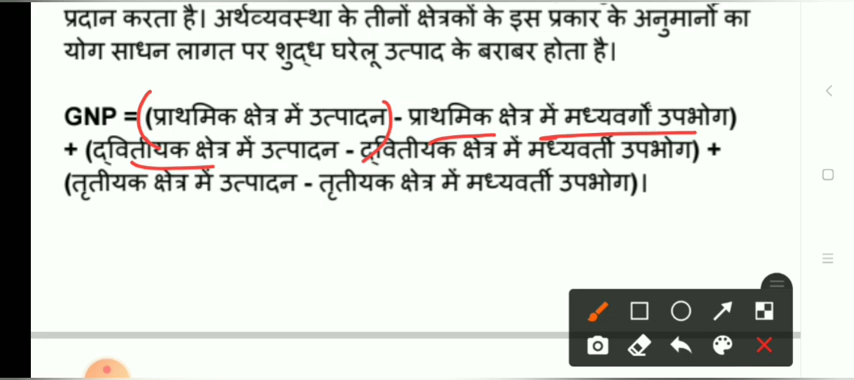 प्रदान करता है। अर्थव्यवस्था के तीनों क्षेत्रकों के इस प्रकार के अनुमानों का
योग साधन लागत पर शुद्ध घरेलू उत्पाद के बराबर होता है।
GNP = (प्राथमिक क्षेत्र में उत्पादन - प्राथमिक क्षेत्र में मध्यवर्गों उपभोग)
+ (द्वितीयक क्षेत्र में उत्पादन - द्वितीयक क्षेत्र में मध्यवर्ती उपभोग) +
(तृतीयक क्षेत्र में उत्पादन - तृतीयक क्षेत्र में मध्यवर्ती उपभोग)।